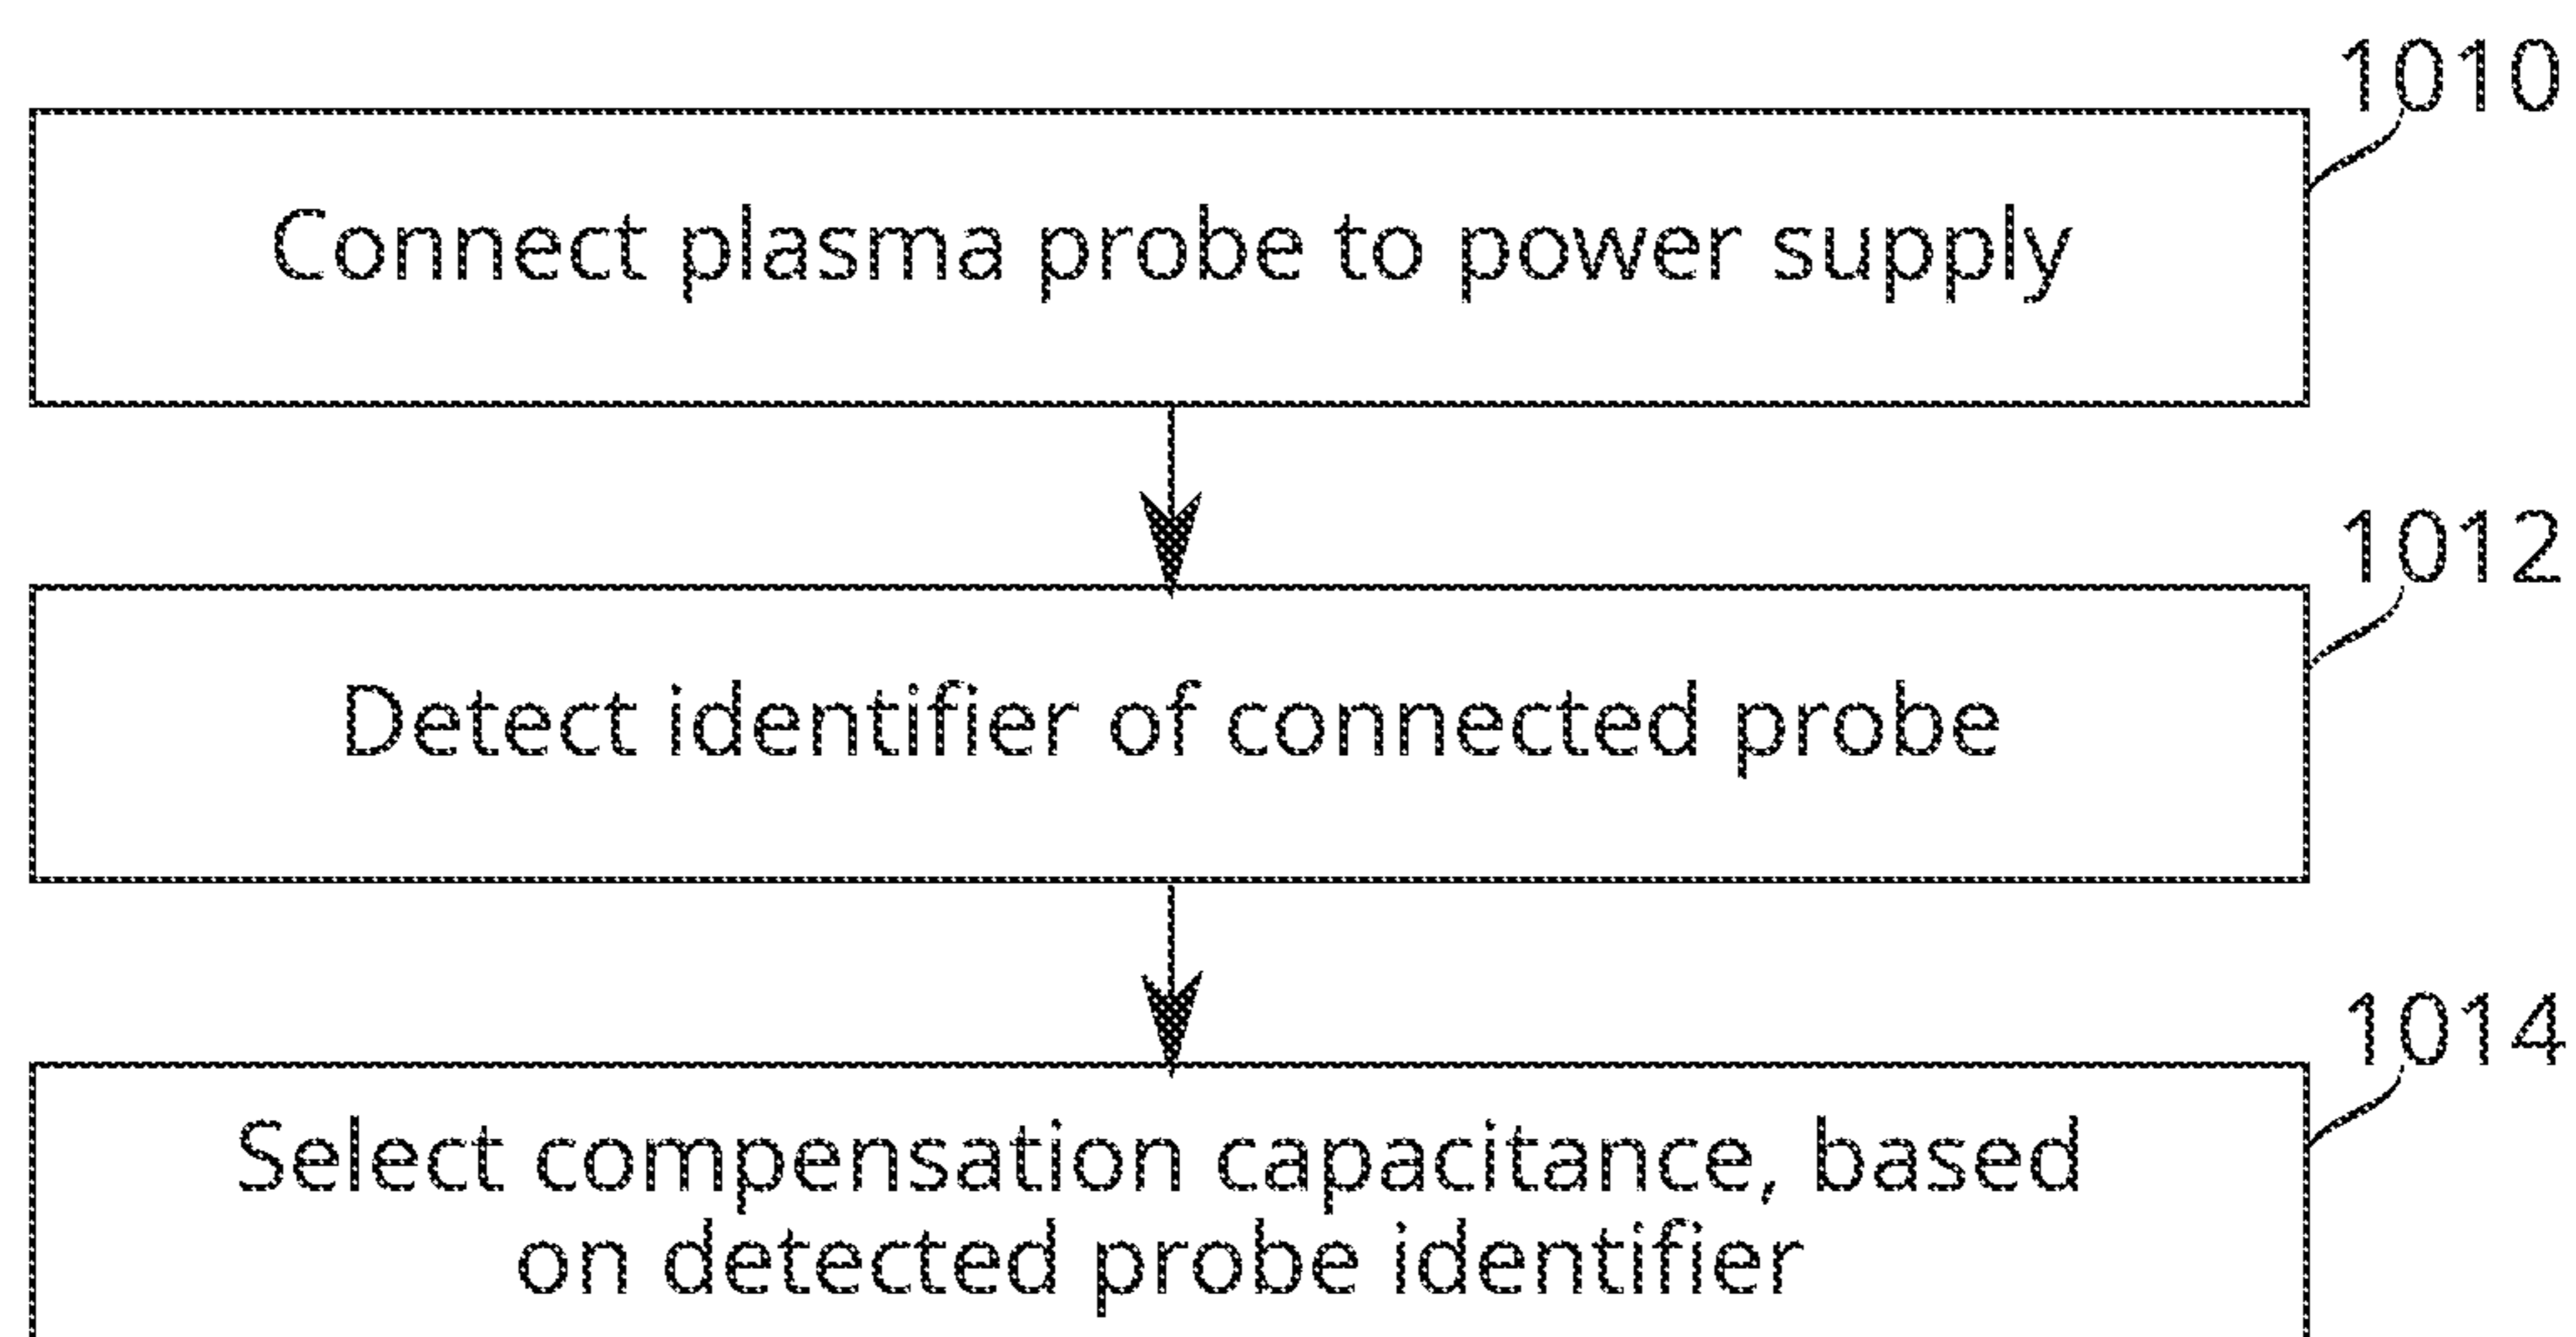 1010
Connect plasma probe to power supply
1012
Detect identifier of connected probe
1014
Select compensation capacitance, based
on detected probe identifier